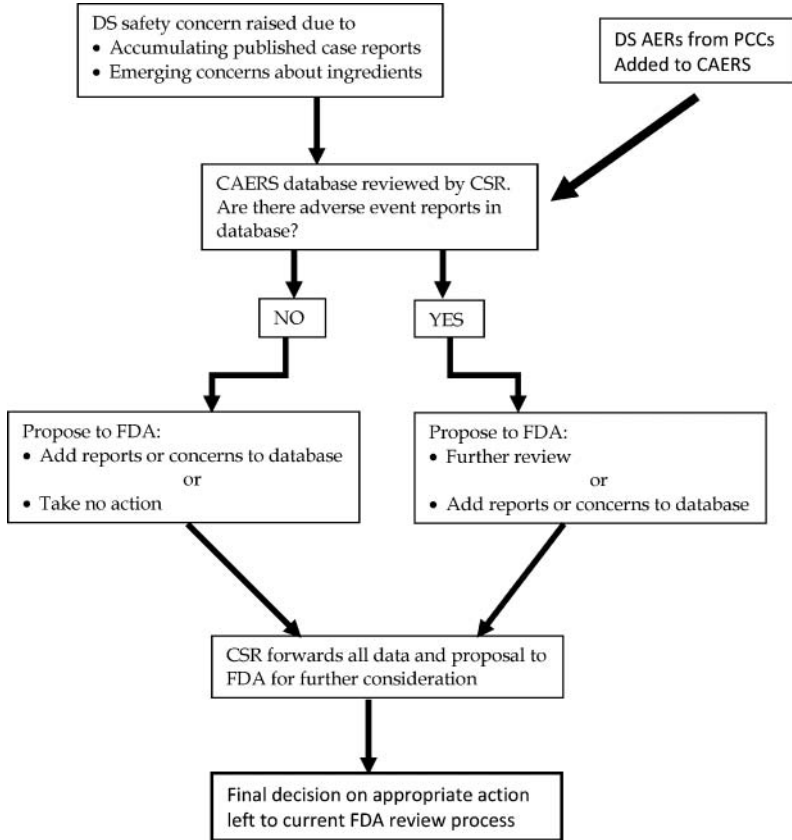 DS safety concern raised due to
• Accumulating published case reports
• Emerging concerns about ingredients
DS AERs from PCCs
Added to CAERS
CAERS database reviewed by CSR.
Are there adverse event reports in
database?
NO
YES
Propose to FDA:
• Add reports or concerns to database
or
• Take no action
Propose to FDA:
• Further review
or
• Add reports or concerns to database
CSR forwards all data and proposal to
FDA for further consideration
Final decision on appropriate action
left to current FDA review process